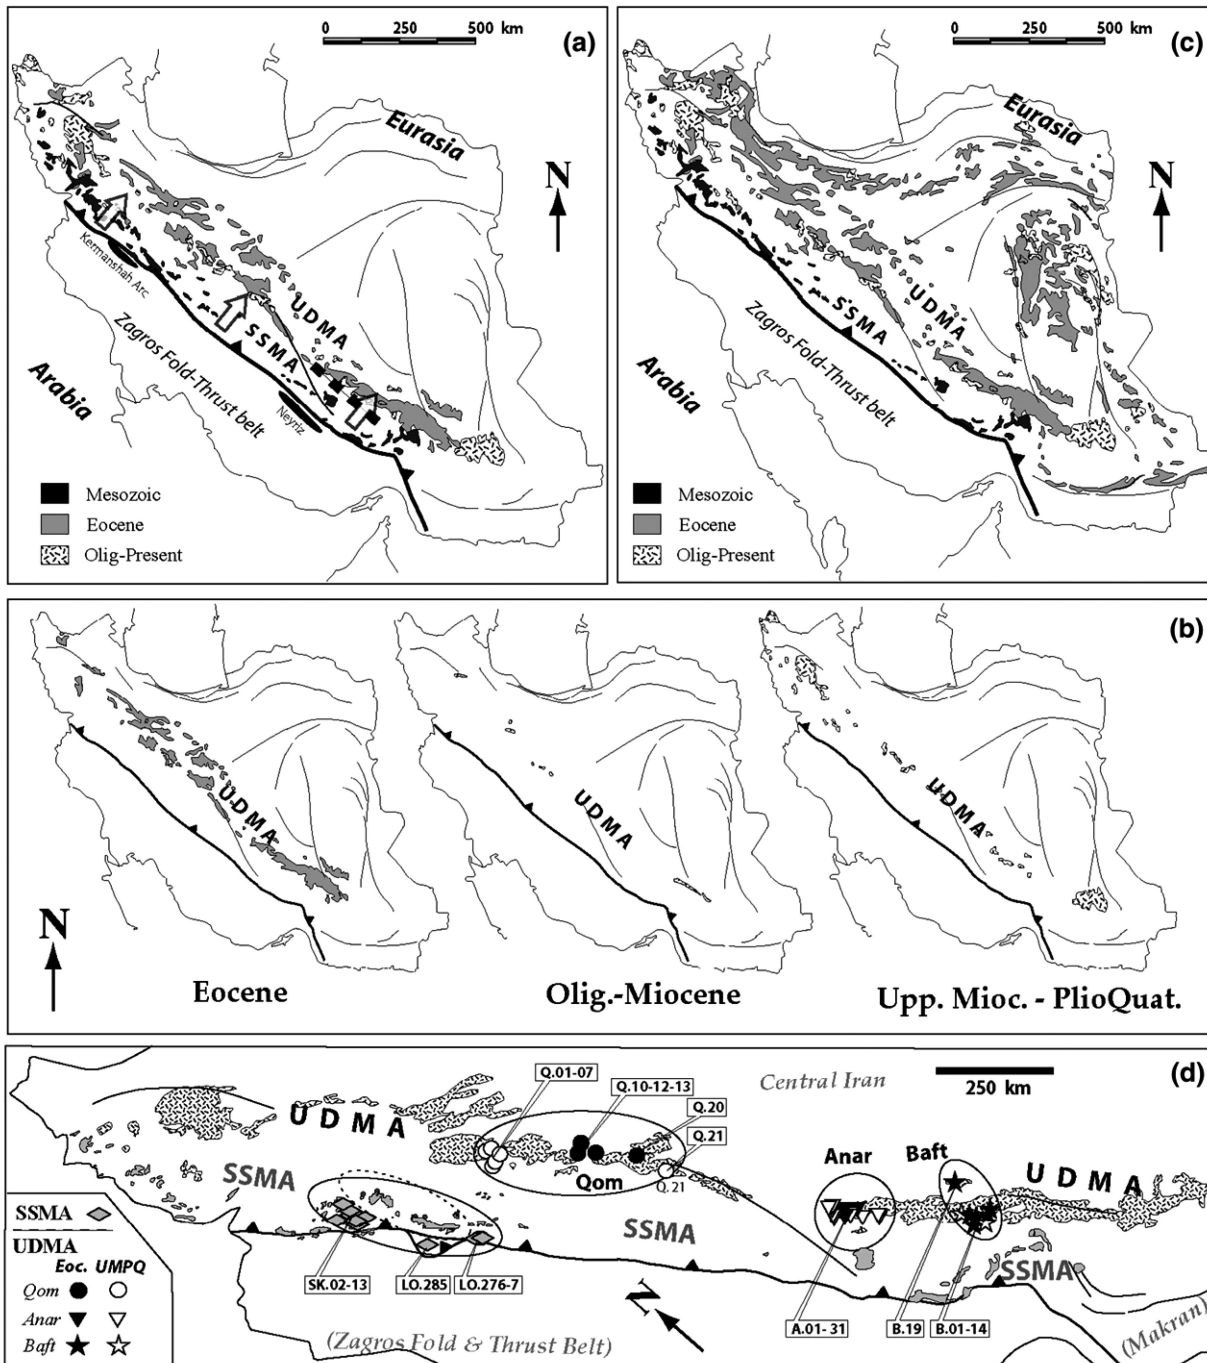 0 250 500 km
(a)
Eurasia
N
Kermanshah Arc
UDMA
SSMA
Zagros Fold-Thrust belt
Neyriz
Arabia
Mesozoic
Eocene
Olig-Present
0 250 500 km
(c)
Eurasia
N
UDMA
SSMA
Zagros Fold-Thrust belt
Arabia
Mesozoic
Eocene
Olig-Present
(b)
UDMA
UDMA
UDMA
N
Eocene
Olig.-Miocene
Upp. Mioc. - PlioQuat.
(d)
Q.01-07
Q.10-12-13
Central Iran
250 km
Q.20
UDMA
Q.21
Anar
Baft
SSMA
Qom
Q.21
UDMA
SSMA
SSMA
SSMA
UDMA
SK.02-13
LO.285
LO.276-7
Eoc. UMPQ
Qom
Anar
Baft
N
A.01-31
B.19
B.01-14
(Zagros Fold & Thrust Belt)
(Makran)